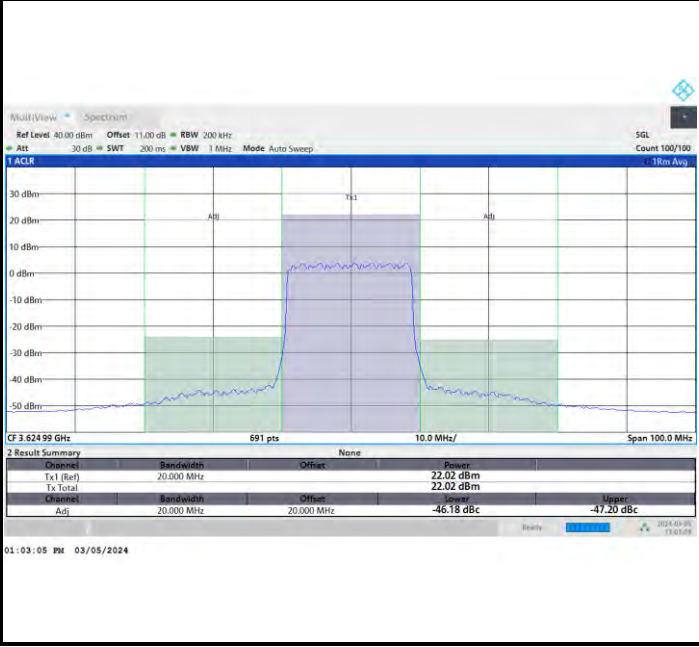 MultiView Spectrum
Ref Level 40.00 dBm Offset 11.00 dB RBW 200 kHz SGL
Att 30 dB SWT 200 ms VBW 1 MHz Mode Auto Sweep Count 100/100
1 ACLR 1Rm Avg
30 dBm
Tx1
20 dBm
Adj Adj
10 dBm
0 dBm
-10 dBm
-20 dBm
-30 dBm
-40 dBm
-50 dBm
CF 3.624 99 GHz 691 pts 10.0 MHz/ Span 100.0 MHz
2 Result Summary None
Channel Bandwidth Offset Power
Tx1 (Ref) 20.000 MHz 22.02 dBm
Tx Total 22.02 dBm
Channel Bandwidth Offset Lower Upper
Adj 20.000 MHz 20.000 MHz -46.18 dBc -47.20 dBc
Ready 2024-03-05
01:03:05 PM 03/05/2024